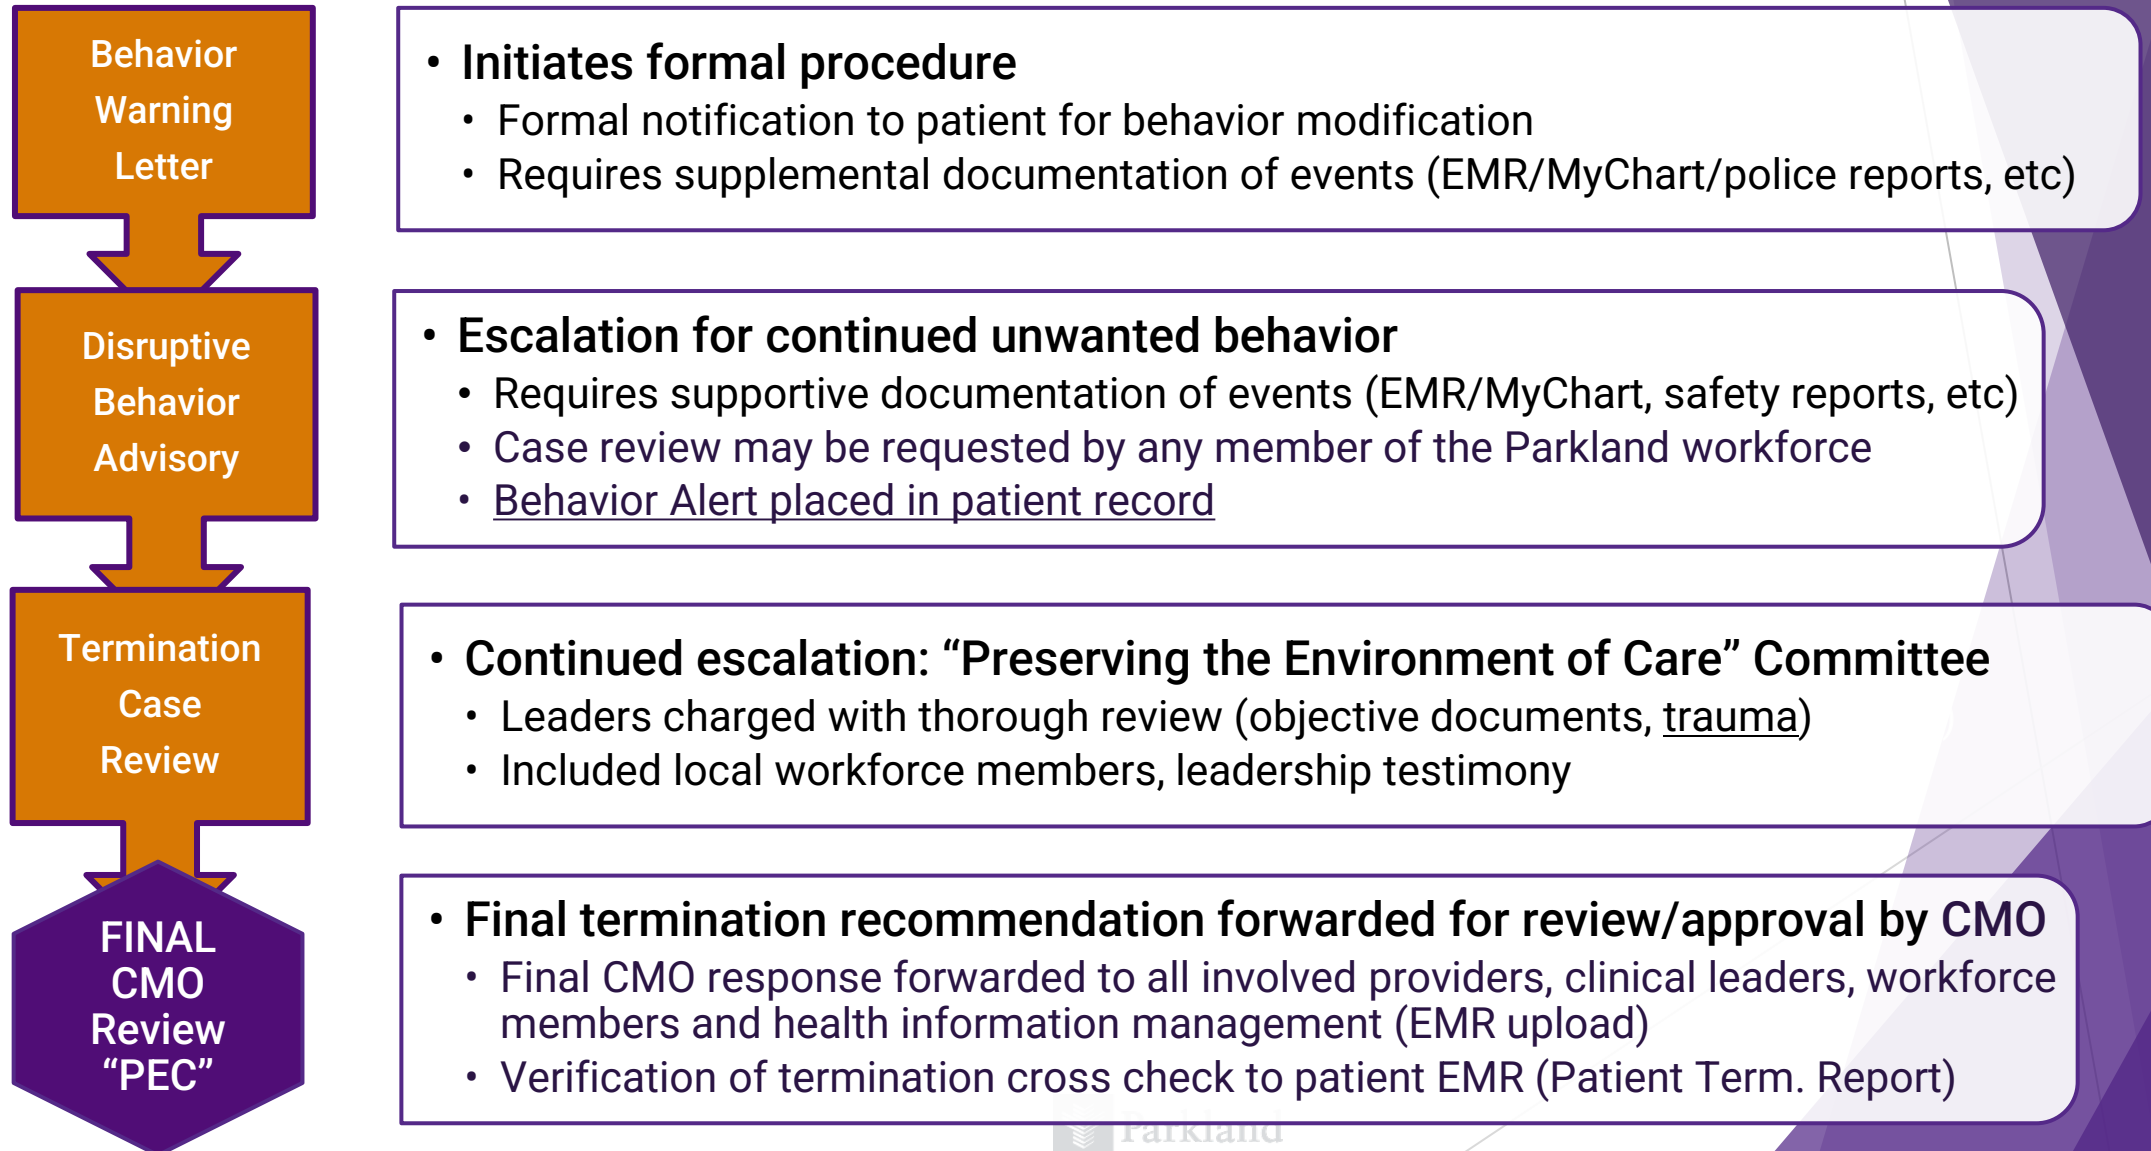 Behavior
Warning
Letter
• Initiates formal procedure
• Formal notification to patient for behavior modification
• Requires supplemental documentation of events (EMR/MyChart/police reports, etc)
Disruptive
Behavior
Advisory
• Escalation for continued unwanted behavior
• Requires supportive documentation of events (EMR/MyChart, safety reports, etc)
• Case review may be requested by any member of the Parkland workforce
• Behavior Alert placed in patient record
Termination
Case
Review
• Continued escalation: “Preserving the Environment of Care” Committee
• Leaders charged with thorough review (objective documents, trauma)
• Included local workforce members, leadership testimony
FINAL
CMO
Review
“PEC”
• Final termination recommendation forwarded for review/approval by CMO
• Final CMO response forwarded to all involved providers, clinical leaders, workforce
members and health information management (EMR upload)
• Verification of termination cross check to patient EMR (Patient Term. Report)
Parkland